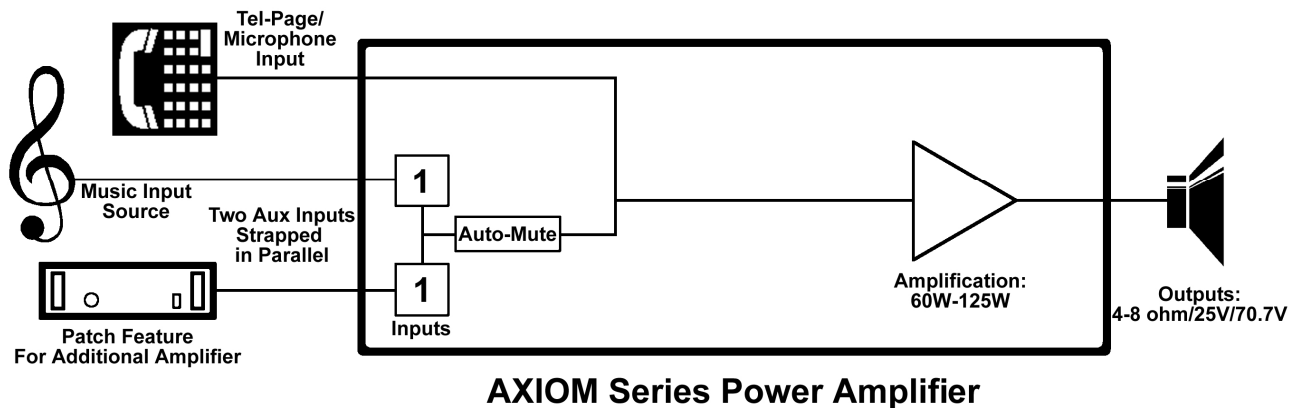 Tel-Page/
Microphone
Input
Music Input
Source
1
Two Aux Inputs
Strapped
in Parallel
Auto-Mute
1
Inputs
Patch Feature
For Additional Amplifier
Amplification:
60W-125W
Outputs:
4-8 ohm/25V/70.7V
AXIOM Series Power Amplifier